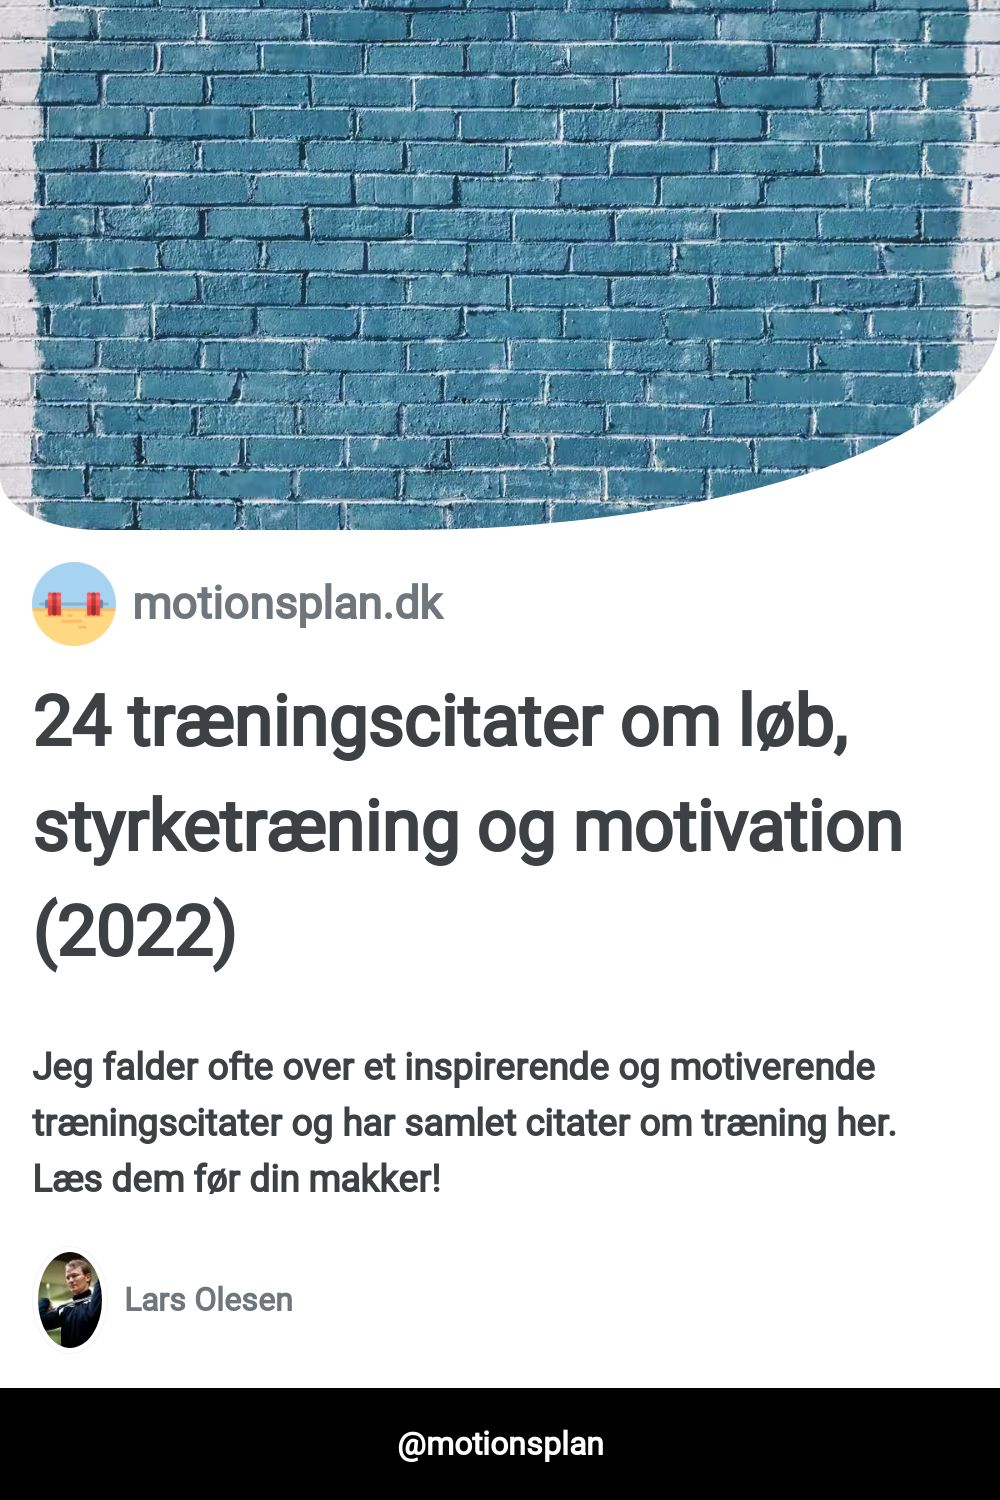 motionsplan.dk
24 træningscitater om løb,
styrketræning og motivation
(2022)
Jeg falder ofte over et inspirerende og motiverende
træningscitater og har samlet citater om træning her.
Læs dem før din makker!
Lars Olesen
@motionsplan